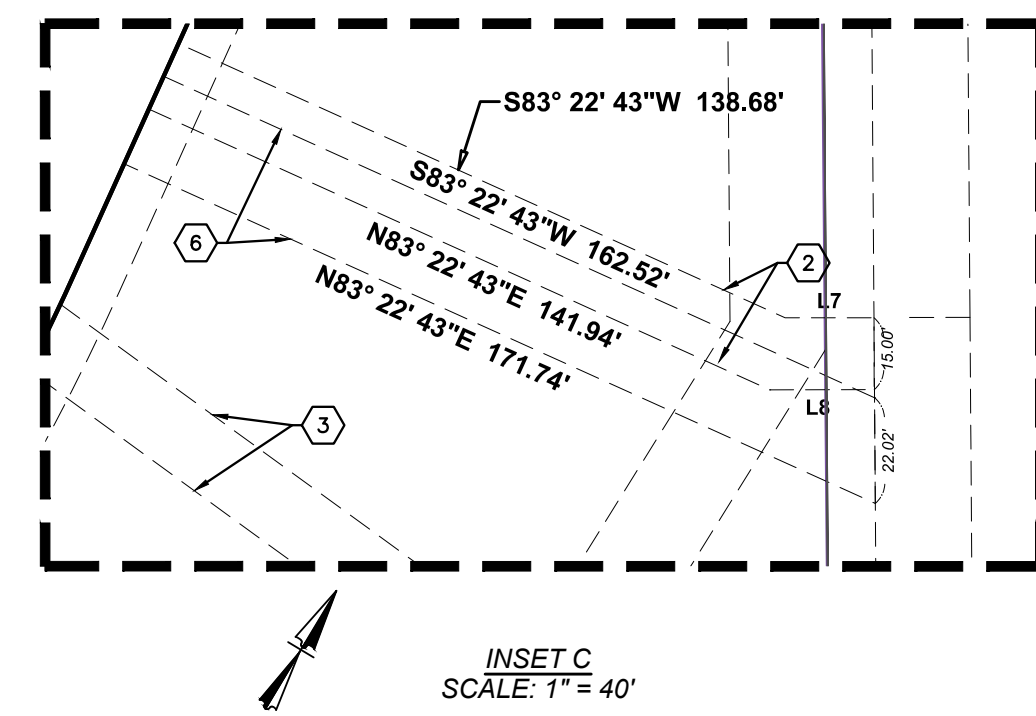 S83° 22' 43"W 138.68'
S83° 22' 43"W 162.52'
N83° 22' 43"E 141.94'
N83° 22' 43"E 171.74'
6
2
L7
15.00'
L8
22.02'
3
INSET C
SCALE: 1" = 40'